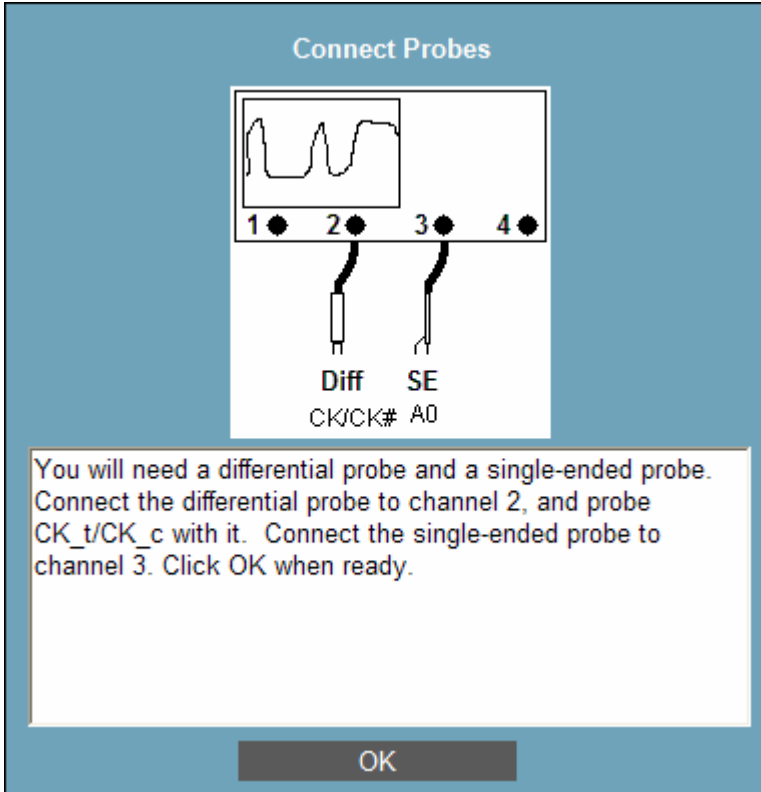 Connect Probes
1 2 3 4
Diff SE
CK/CK# A0
You will need a differential probe and a single-ended probe.
Connect the differential probe to channel 2, and probe
CK_t/CK_c with it.  Connect the single-ended probe to
channel 3. Click OK when ready.
OK